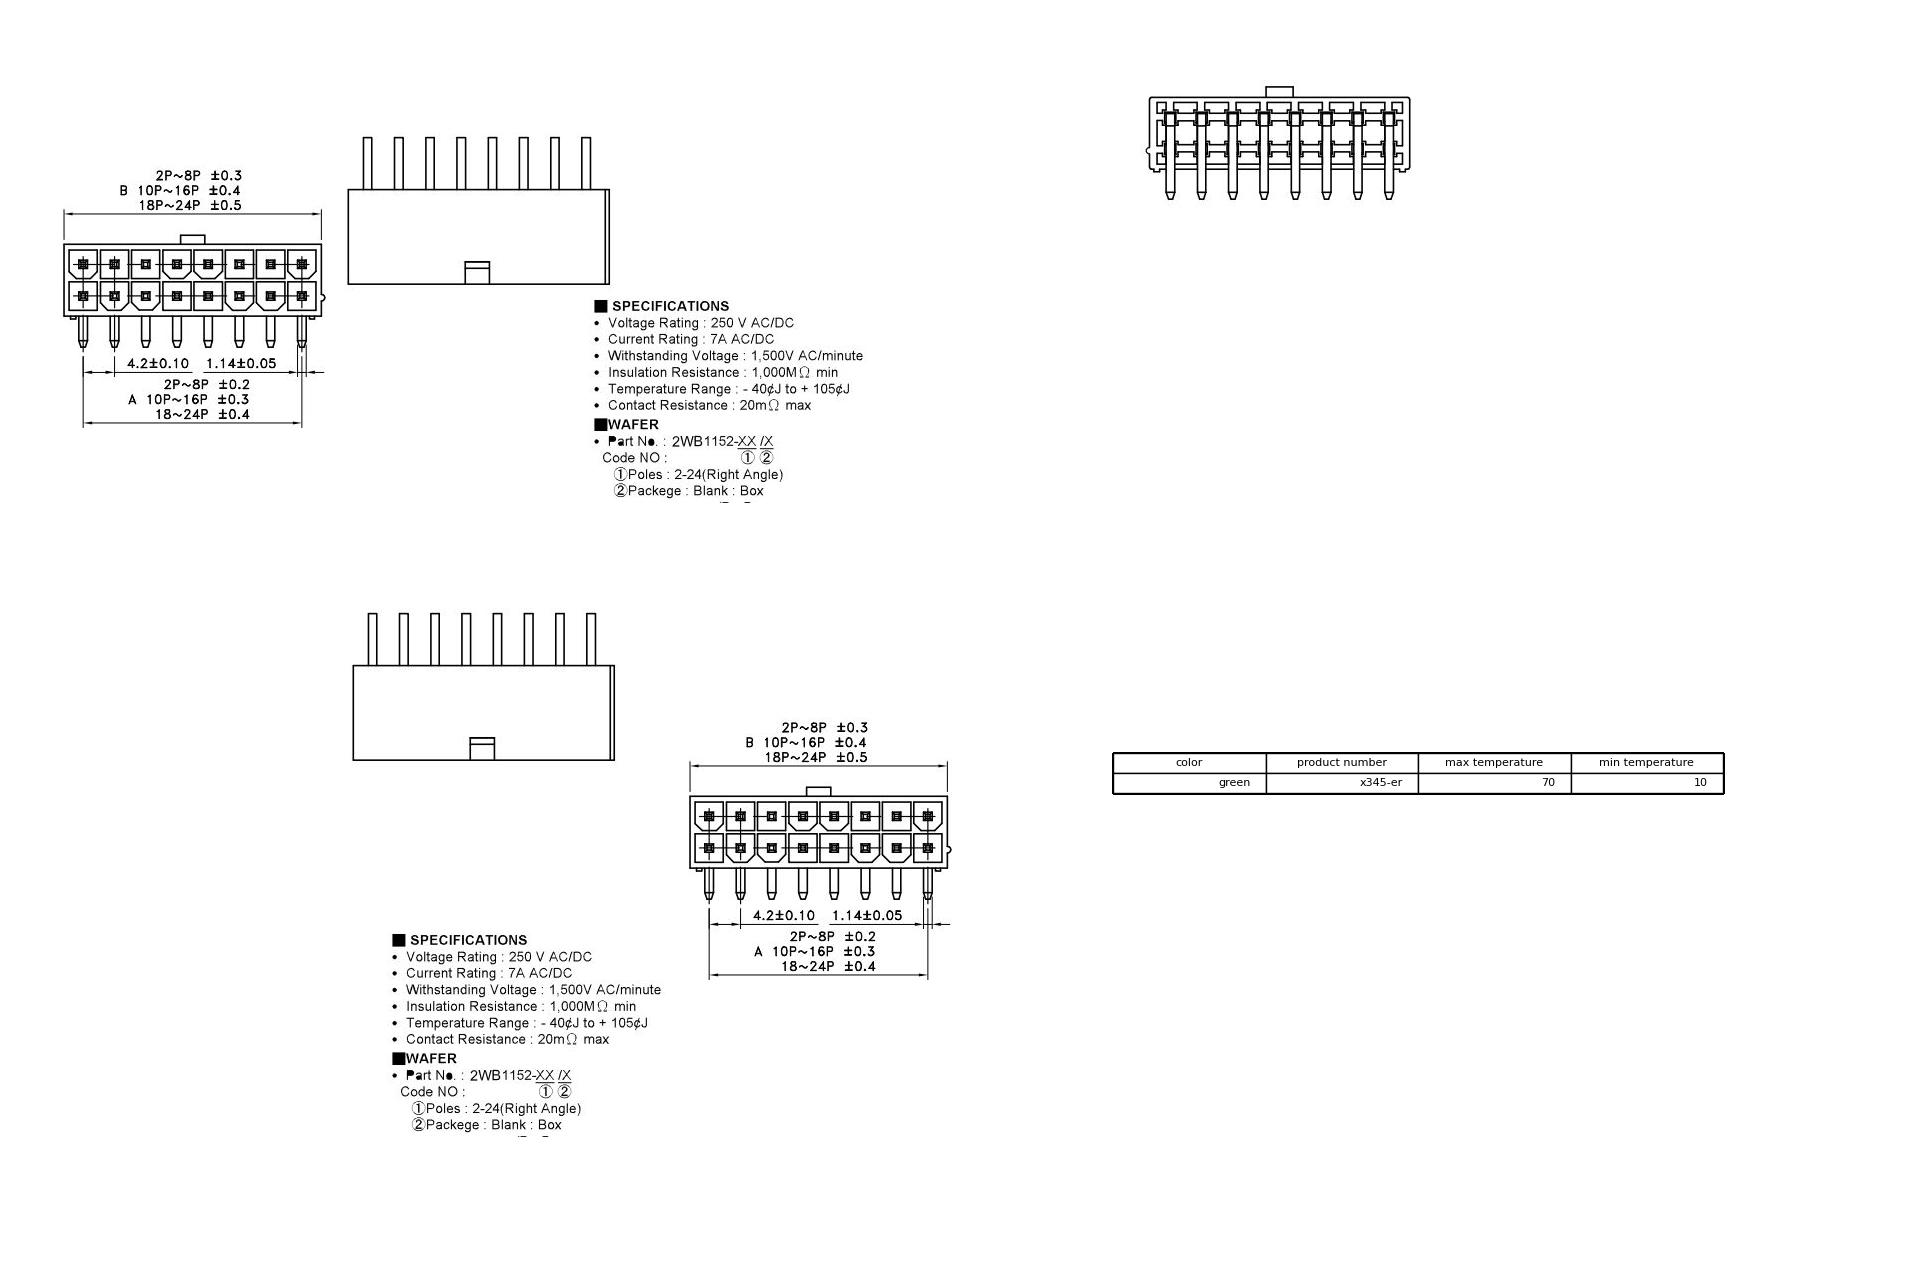 2P~8P ±0.3
B 10P~16P ±0.4
18P~24P ±0.5
4.2±0.10 1.14±0.05
2P~8P ±0.2
A 10P~16P ±0.3
18~24P ±0.4
■ SPECIFICATIONS
• Voltage Rating : 250 V AC/DC
• Current Rating : 7A AC/DC
• Withstanding Voltage : 1,500V AC/minute
• Insulation Resistance : 1,000MΩ min
• Temperature Range : - 40¢J to + 105¢J
• Contact Resistance : 20mΩ max
■WAFER
• Part No. : 2WB1152-XX /X
Code NO : ① ②
①Poles : 2-24(Right Angle)
②Packege : Blank : Box
2P~8P ±0.3
B 10P~16P ±0.4
18P~24P ±0.5
4.2±0.10 1.14±0.05
2P~8P ±0.2
A 10P~16P ±0.3
18~24P ±0.4
■ SPECIFICATIONS
• Voltage Rating : 250 V AC/DC
• Current Rating : 7A AC/DC
• Withstanding Voltage : 1,500V AC/minute
• Insulation Resistance : 1,000MΩ min
• Temperature Range : - 40¢J to + 105¢J
• Contact Resistance : 20mΩ max
■WAFER
• Part No. : 2WB1152-XX /X
Code NO : ① ②
①Poles : 2-24(Right Angle)
②Packege : Blank : Box
color product number max temperature min temperature
green x345-er 70 10